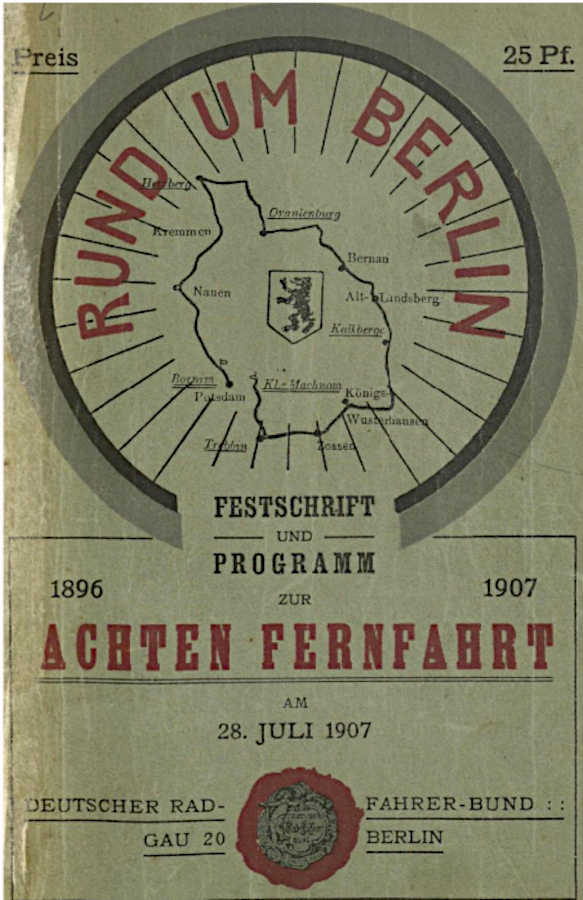 Preis
25 Pf.
RUND UM BERLIN
Herzberg
Oranienburg
Kremmen
Bernau
Nauen
Alt-Landsberg
Kalkberge
Bornim
Kl.-Machnow
Potsdam
Königs-
Wusterhausen
Trebbin
Zossen
FESTSCHRIFT
UND
PROGRAMM
1896
1907
ZUR
ACHTEN FERNFAHRT
AM
28. JULI 1907
DEUTSCHER RAD-
FAHRER-BUND : :
GAU 20
BERLIN